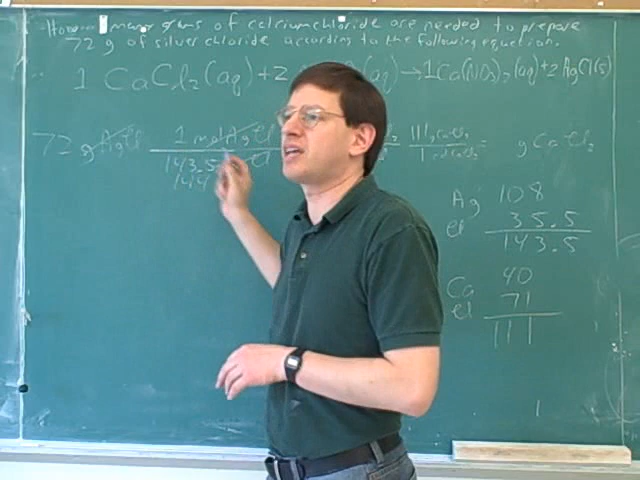 How many grams of calcium chloride are needed to prepare
72 g of silver chloride according to the following equation.
1 CaCl₂(aq) + 2 (aq) → 1Ca(NO₃)₂(aq) + 2 AgCl(s)
72 g AgCl 1 mol AgCl 111 g CaCl₂ = g CaCl₂
143.5 1 mol CaCl₂
144
Ag 108
Cl 35.5
143.5
Ca 40
Cl 71
111